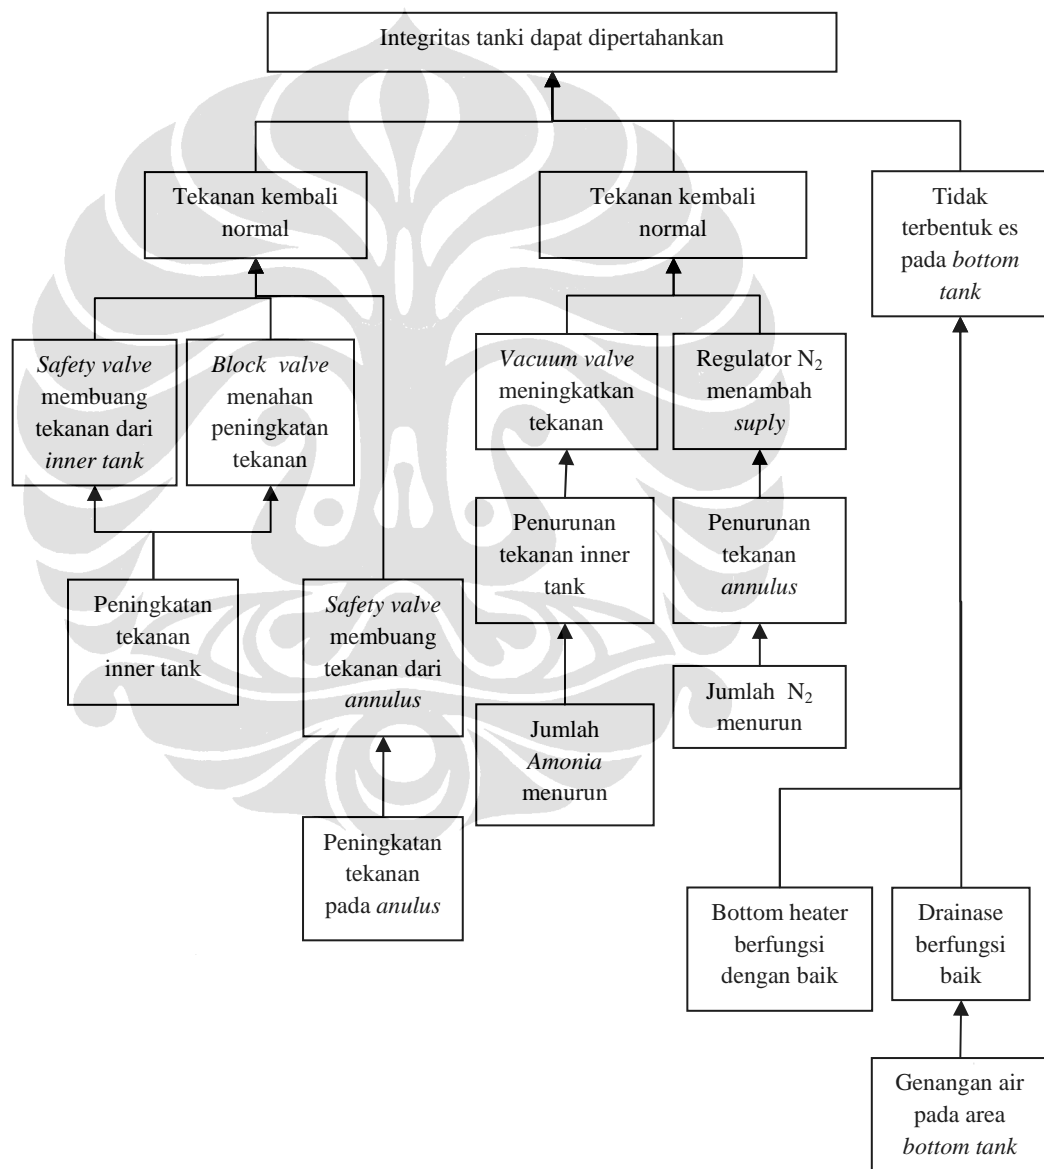 Integritas tanki dapat dipertahankan
Tekanan kembali
normal
Tekanan kembali
normal
Tidak
terbentuk es
pada bottom
tank
Safety valve
membuang
tekanan dari
inner tank
Block valve
menahan
peningkatan
tekanan
Vacuum valve
meningkatkan
tekanan
Regulator N₂
menambah
suply
Penurunan
tekanan inner
tank
Penurunan
tekanan
annulus
Peningkatan
tekanan
inner tank
Safety valve
membuang
tekanan dari
annulus
Jumlah
Amonia
menurun
Jumlah N₂
menurun
Peningkatan
tekanan
pada anulus
Bottom heater
berfungsi
dengan baik
Drainase
berfungsi
baik
Genangan air
pada area
bottom tank